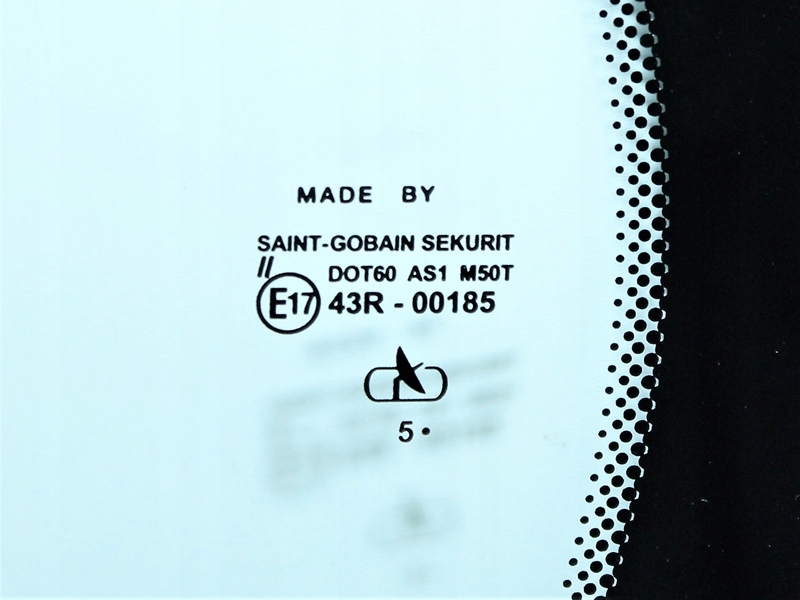 MADE BY
SAINT-GOBAIN SEKURIT
// DOT60 AS1 M50T
E17 43R - 00185
5 •